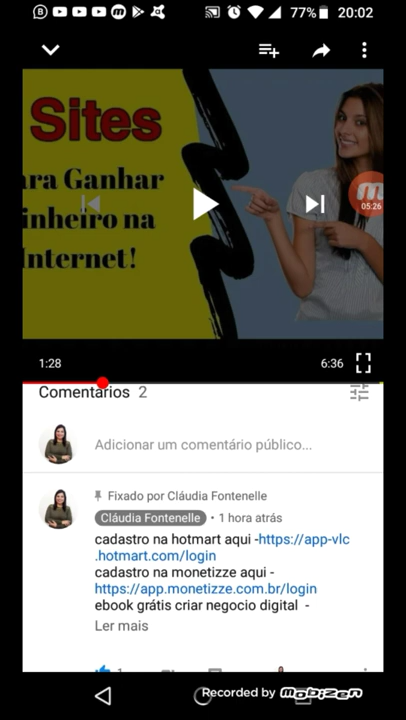 77% 20:02
Sites
ara Ganhar
inheiro na
Internet!
05:26
1:28
6:36
Comentários 2
Adicionar um comentário público...
Fixado por Cláudia Fontenelle
Cláudia Fontenelle • 1 hora atrás
cadastro na hotmart aqui -https://app-vlc
.hotmart.com/login
cadastro na monetizze aqui -
https://app.monetizze.com.br/login
ebook grátis criar negocio digital -
Ler mais
1
Recorded by mobizen